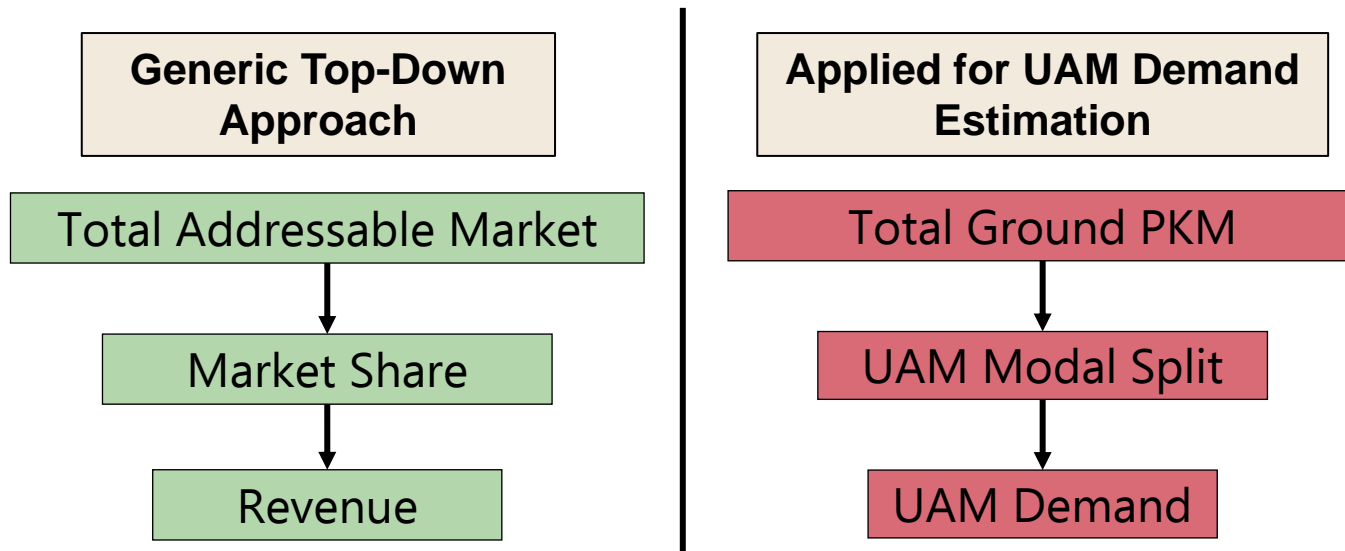 Generic Top-Down
Approach
Total Addressable Market
Market Share
Revenue
Applied for UAM Demand
Estimation
Total Ground PKM
UAM Modal Split
UAM Demand